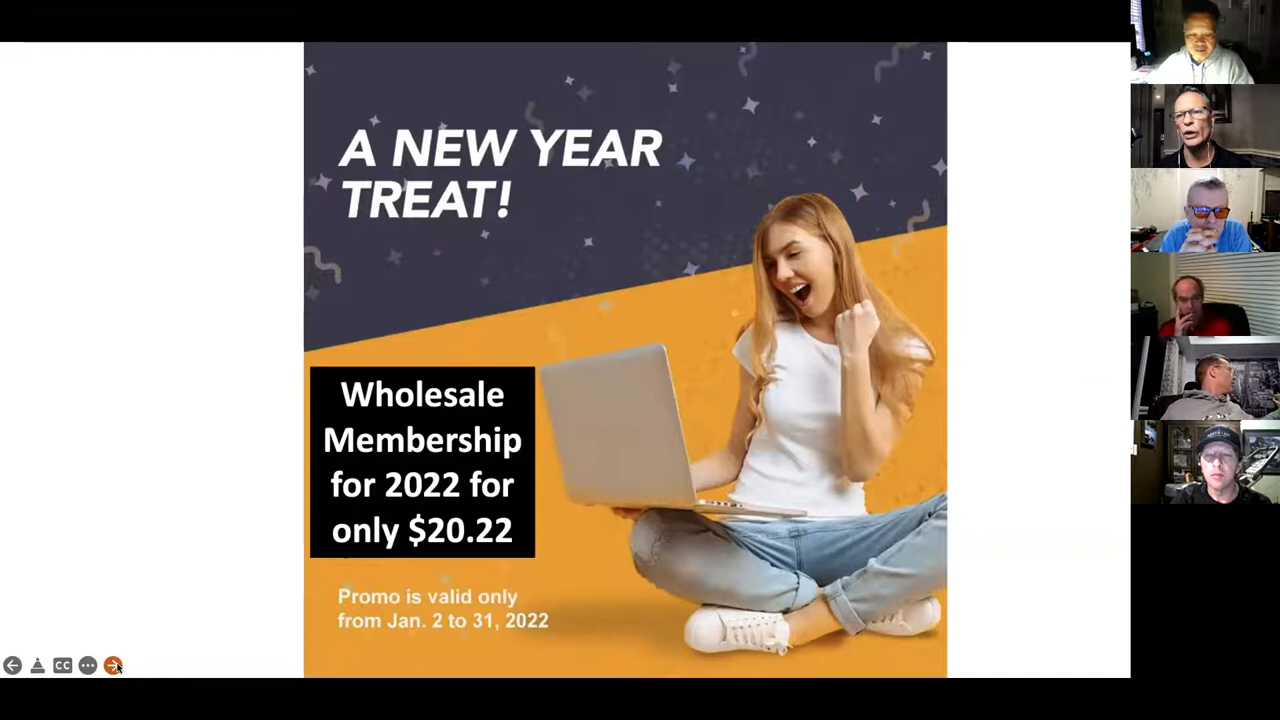 A NEW YEAR
TREAT!
Wholesale
Membership
for 2022 for
only $20.22
Promo is valid only
from Jan. 2 to 31, 2022
CC